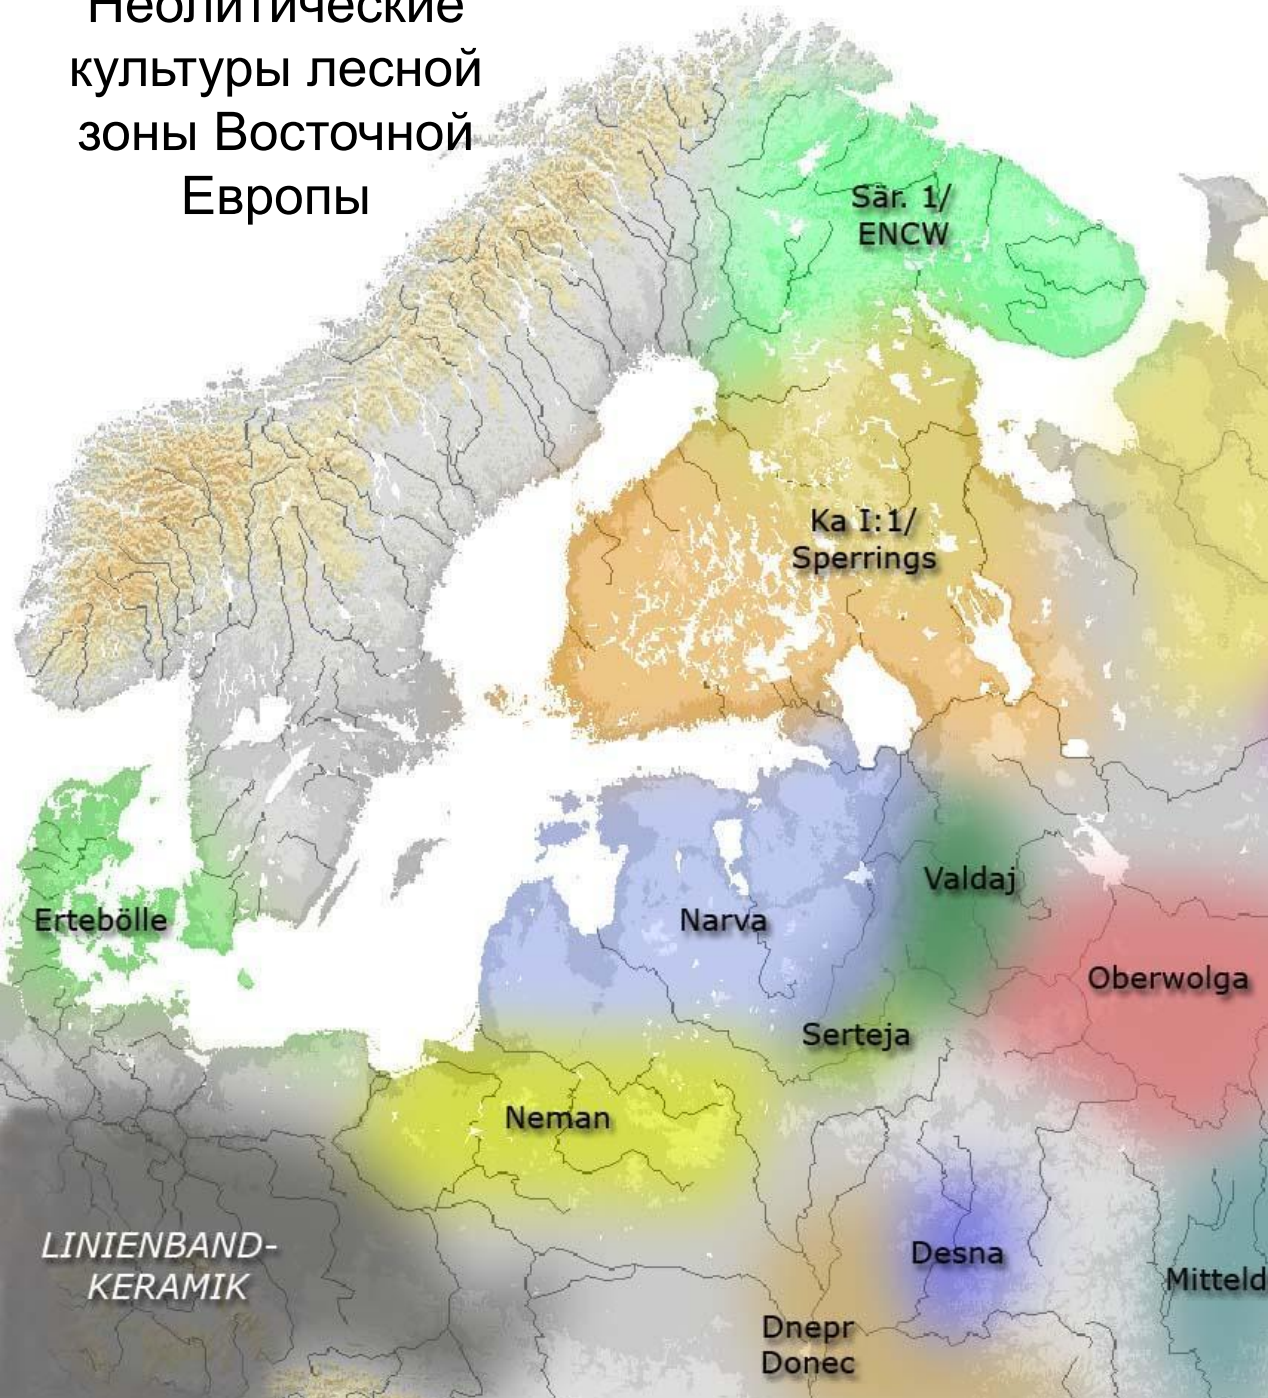 Неолитические
культуры лесной
зоны Восточной
Европы
Sär. 1/
ENCW
Ka I:1/
Sperrings
Valdaj
Ertebölle
Narva
Oberwolga
Serteja
Neman
LINIENBAND-
KERAMIK
Desna
Mitteld
Dnepr
Donec